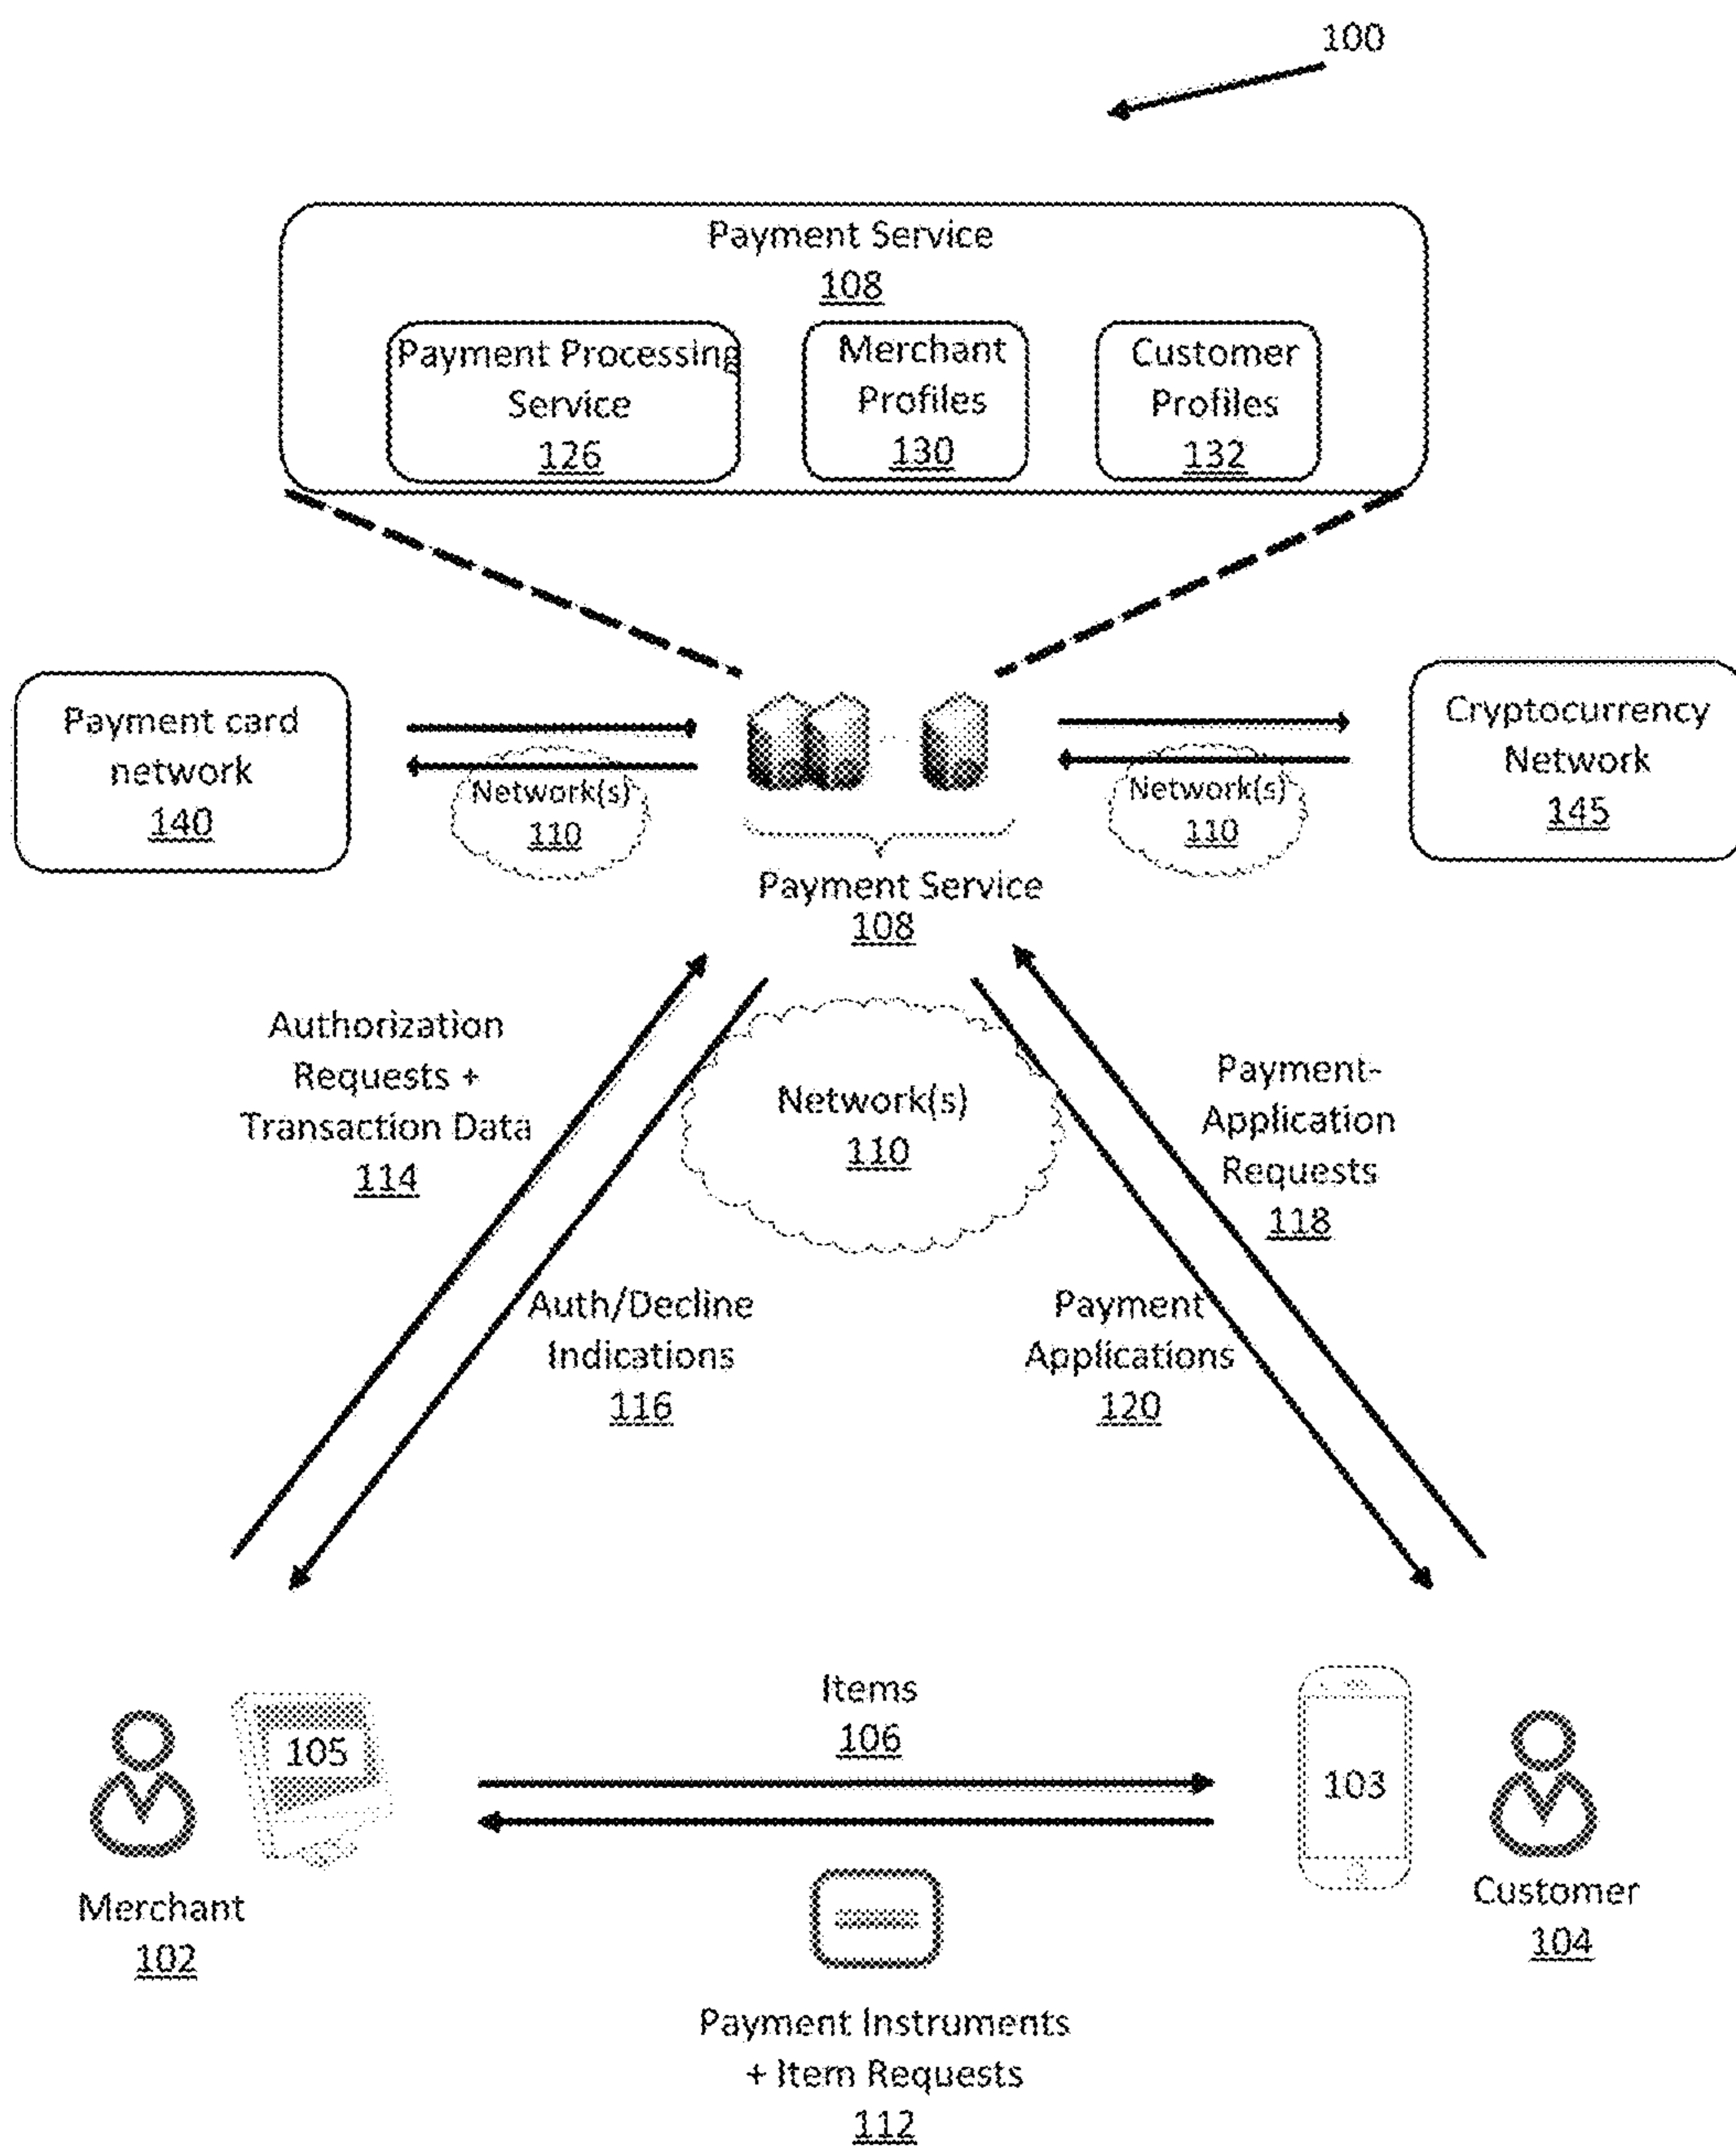 100
Payment Service
108
Payment Processing
Service
126
Merchant
Profiles
130
Customer
Profiles
132
Payment card
network
140
Network(s)
110
Network(s)
110
Cryptocurrency
Network
145
Payment Service
108
Authorization
Requests +
Transaction Data
114
Network(s)
110
Payment-
Application
Requests
118
Auth/Decline
Indications
116
Payment
Applications
120
Items
106
105
103
Merchant
102
Customer
104
Payment Instruments
+ Item Requests
112